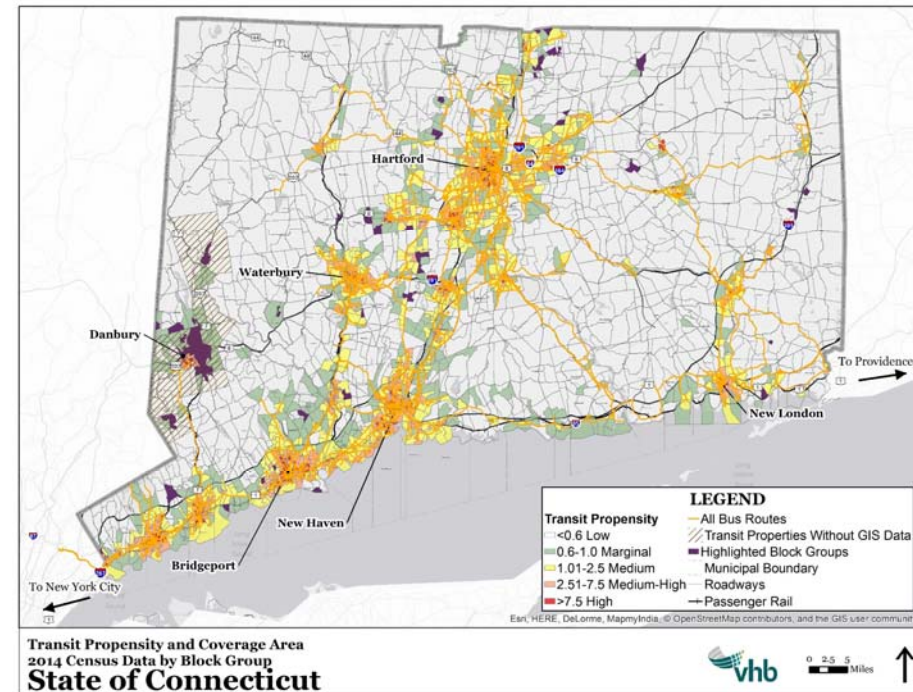 Hartford
Waterbury
Danbury
To Providence
New London
New Haven
Bridgeport
To New York City
LEGEND
Transit Propensity
<0.6 Low
0.6-1.0 Marginal
1.01-2.5 Medium
2.51-7.5 Medium-High
>7.5 High
All Bus Routes
Transit Properties Without GIS Data
Highlighted Block Groups
Municipal Boundary
Roadways
Passenger Rail
Esri, HERE, DeLorme, MapmyIndia, © OpenStreetMap contributors, and the GIS user
Transit Propensity and Coverage Area
2014 Census Data by Block Group
State of Connecticut
vhb
0 2.5 5
Miles